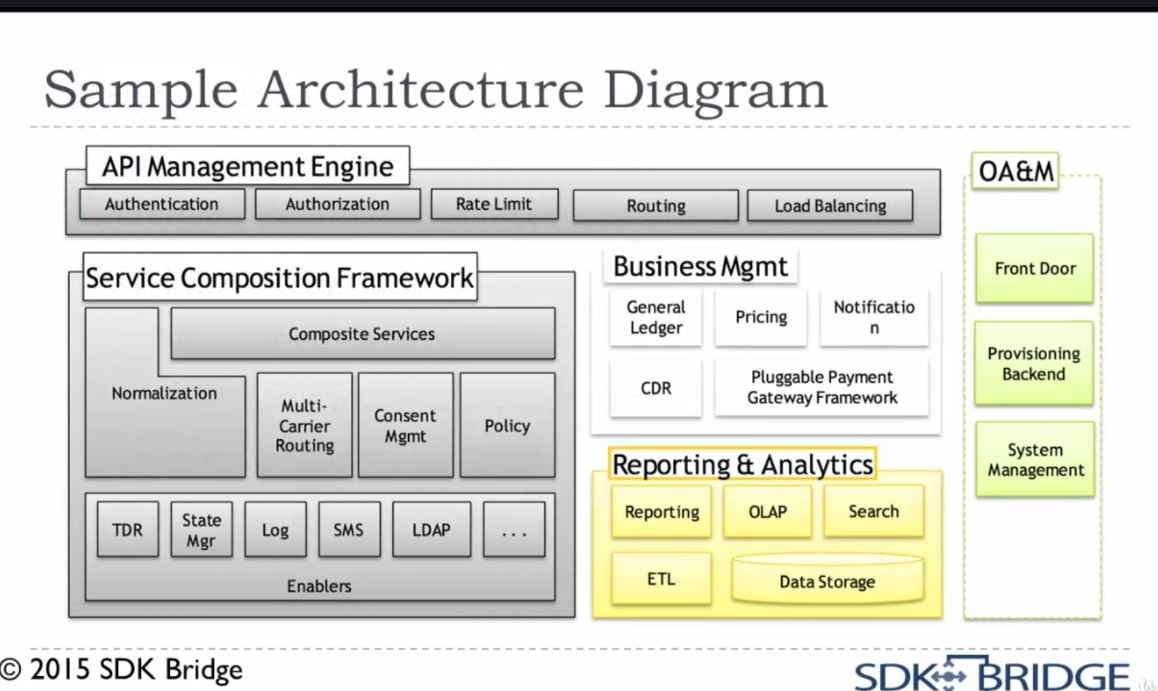 Sample Architecture Diagram
API Management Engine
Authentication
Authorization
Rate Limit
Routing
Load Balancing
OA&M
Front Door
Provisioning
Backend
System
Management
Service Composition Framework
Composite Services
Normalization
Multi-
Carrier
Routing
Consent
Mgmt
Policy
TDR
State
Mgr
Log
SMS
LDAP
...
Enablers
Business Mgmt
General
Ledger
Pricing
Notificatio
n
CDR
Pluggable Payment
Gateway Framework
Reporting & Analytics
Reporting
OLAP
Search
ETL
Data Storage
© 2015 SDK Bridge
SDK BRIDGE